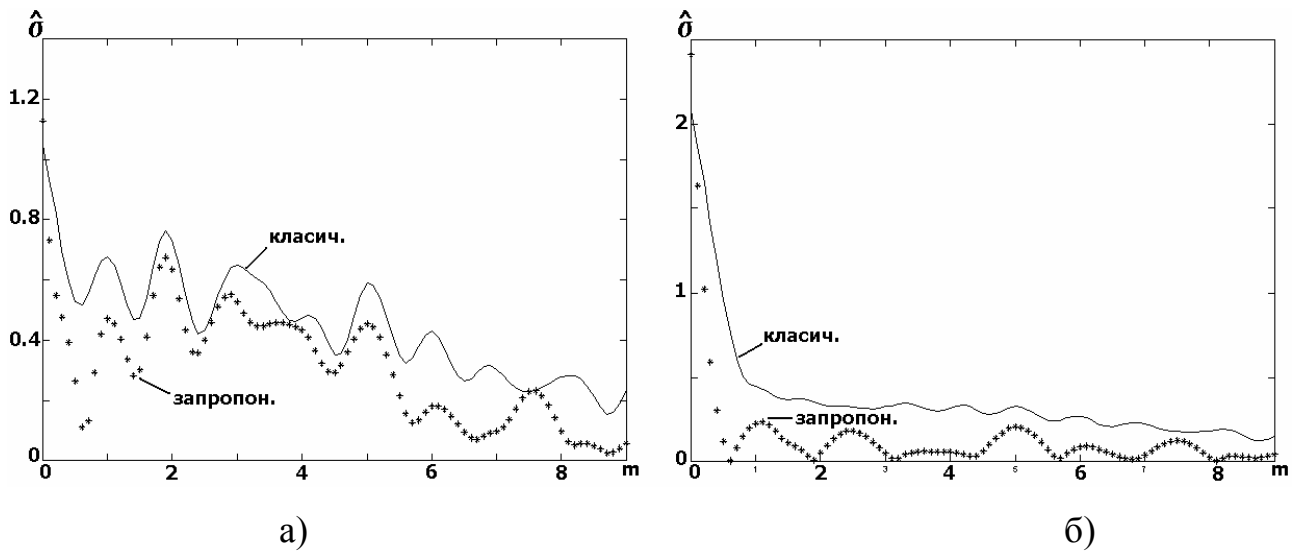 σ̂
1.2
0.8
0.4
0
класич.
запропон.
0 2 4 6 8 m
а)
σ̂
2
1
0
класич.
запропон.
0 1 2 3 4 5 6 7 8 m
б)